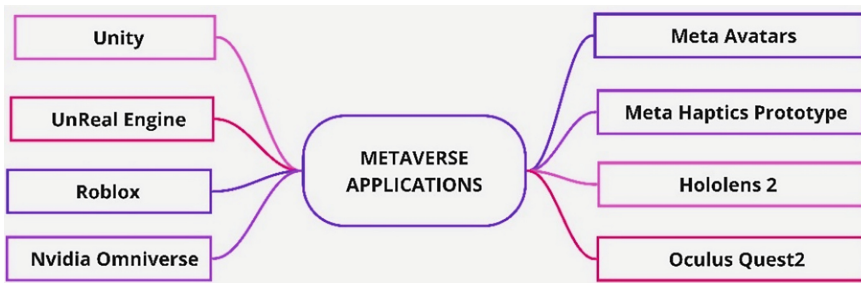 Unity
UnReal Engine
Roblox
Nvidia Omniverse
METAVERSE
APPLICATIONS
Meta Avatars
Meta Haptics Prototype
Hololens 2
Oculus Quest2